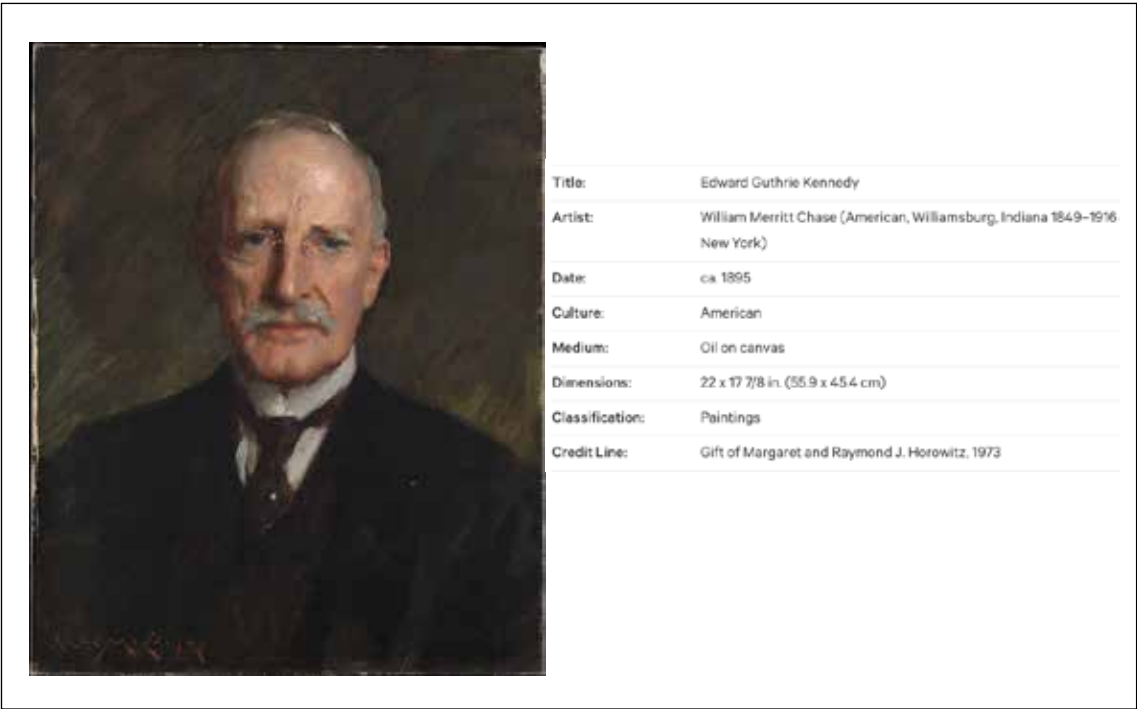 Title: Edward Guthrie Kennedy
Artist: William Merritt Chase (American, Williamsburg, Indiana 1849–1916
New York)
Date: ca. 1895
Culture: American
Medium: Oil on canvas
Dimensions: 22 x 17 7/8 in. (55.9 x 45.4 cm)
Classification: Paintings
Credit Line: Gift of Margaret and Raymond J. Horowitz, 1973